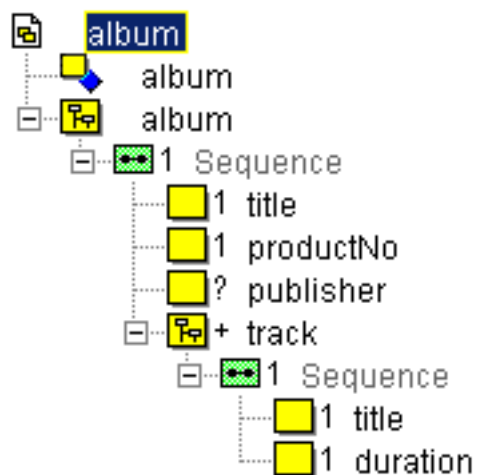 album
album
album
1 Sequence
1 title
1 productNo
? publisher
+ track
1 Sequence
1 title
1 duration